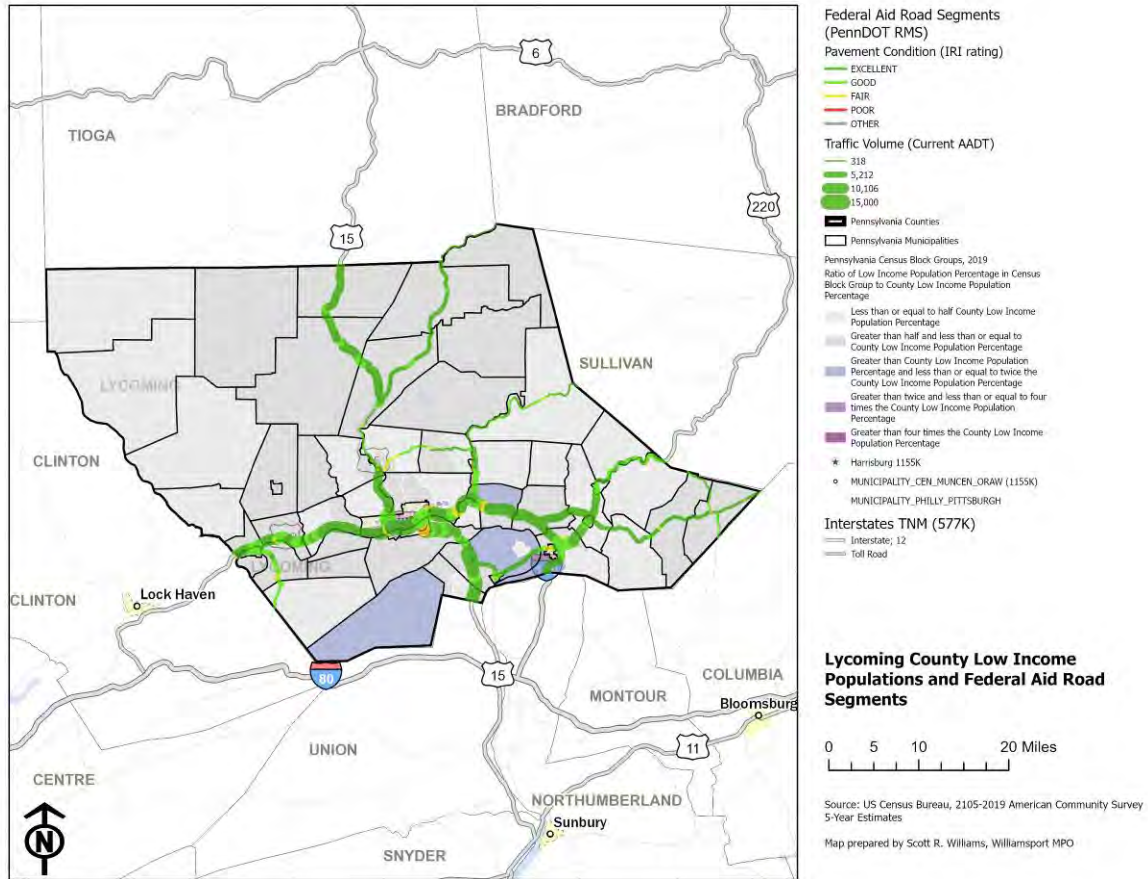 6
BRADFORD
TIOGA
220
15
SULLIVAN
LYCOMING
CLINTON
LYCOMING
CLINTON
Lock Haven
80
15
COLUMBIA
MONTOUR
Bloomsburg
UNION
11
CENTRE
NORTHUMBERLAND
Sunbury
SNYDER
N
Federal Aid Road Segments
(PennDOT RMS)
Pavement Condition (IRI rating)
EXCELLENT
GOOD
FAIR
POOR
OTHER
Traffic Volume (Current AADT)
318
5,212
10,106
15,000
Pennsylvania Counties
Pennsylvania Municipalities
Pennsylvania Census Block Groups, 2019
Ratio of Low Income Population Percentage in Census
Block Group to County Low Income Population
Percentage
Less than or equal to half County Low Income
Population Percentage
Greater than half and less than or equal to
County Low Income Population Percentage
Greater than County Low Income Population
Percentage and less than or equal to twice the
County Low Income Population Percentage
Greater than twice and less than or equal to four
times the County Low Income Population
Percentage
Greater than four times the County Low Income
Population Percentage
Harrisburg 1155K
MUNICIPALITY_CEN_MUNCEN_ORAW (1155K)
MUNICIPALITY_PHILLY_PITTSBURGH
Interstates TNM (577K)
Interstate; 12
Toll Road
Lycoming County Low Income
Populations and Federal Aid Road
Segments
0 5 10 20 Miles
Source: US Census Bureau, 2105-2019 American Community Survey
5-Year Estimates
Map prepared by Scott R. Williams, Williamsport MPO